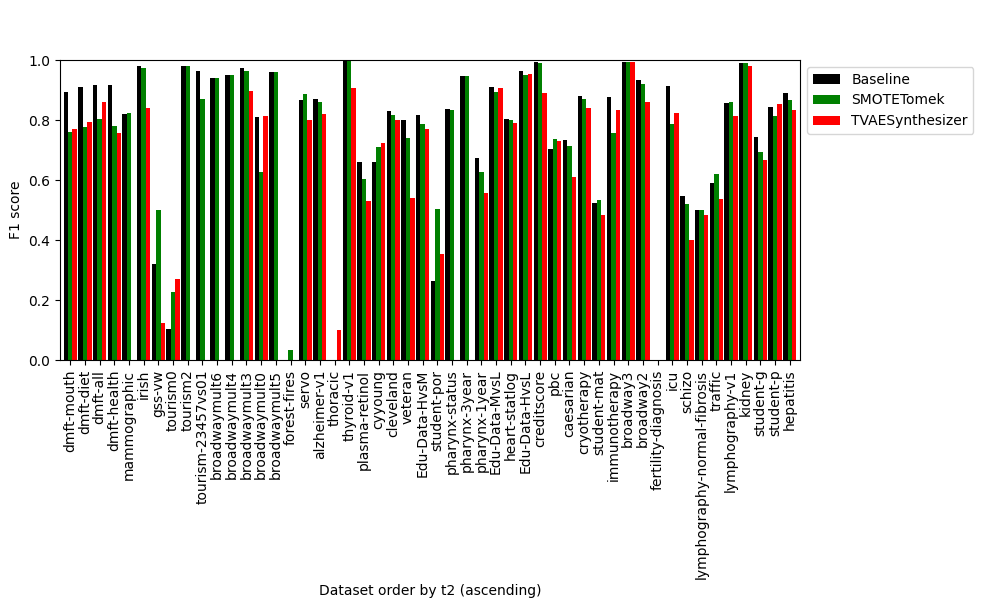 Baseline
SMOTETomek
TVAESynthesizer
F1 score
1.0
0.8
0.6
0.4
0.2
0.0
dmft-mouth
dmft-diet
dmft-all
dmft-health
mammographic
irish
gss-vw
tourism0
tourism2
tourism-23457vs01
broadwaymult6
broadwaymult4
broadwaymult3
broadwaymult0
broadwaymult5
forest-fires
servo
alzheimer-v1
thoracic
thyroid-v1
plasma-retinol
cyyoung
cleveland
veteran
Edu-Data-HvsM
student-por
pharynx-status
pharynx-3year
pharynx-1year
Edu-Data-MvsL
heart-statlog
Edu-Data-HvsL
creditscore
pbc
caesarian
cryotherapy
student-mat
immunotherapy
broadway3
broadway2
fertility-diagnosis
icu
schizo
lymphography-normal-fibrosis
traffic
lymphography-v1
kidney
student-g
student-p
hepatitis
Dataset order by t2 (ascending)